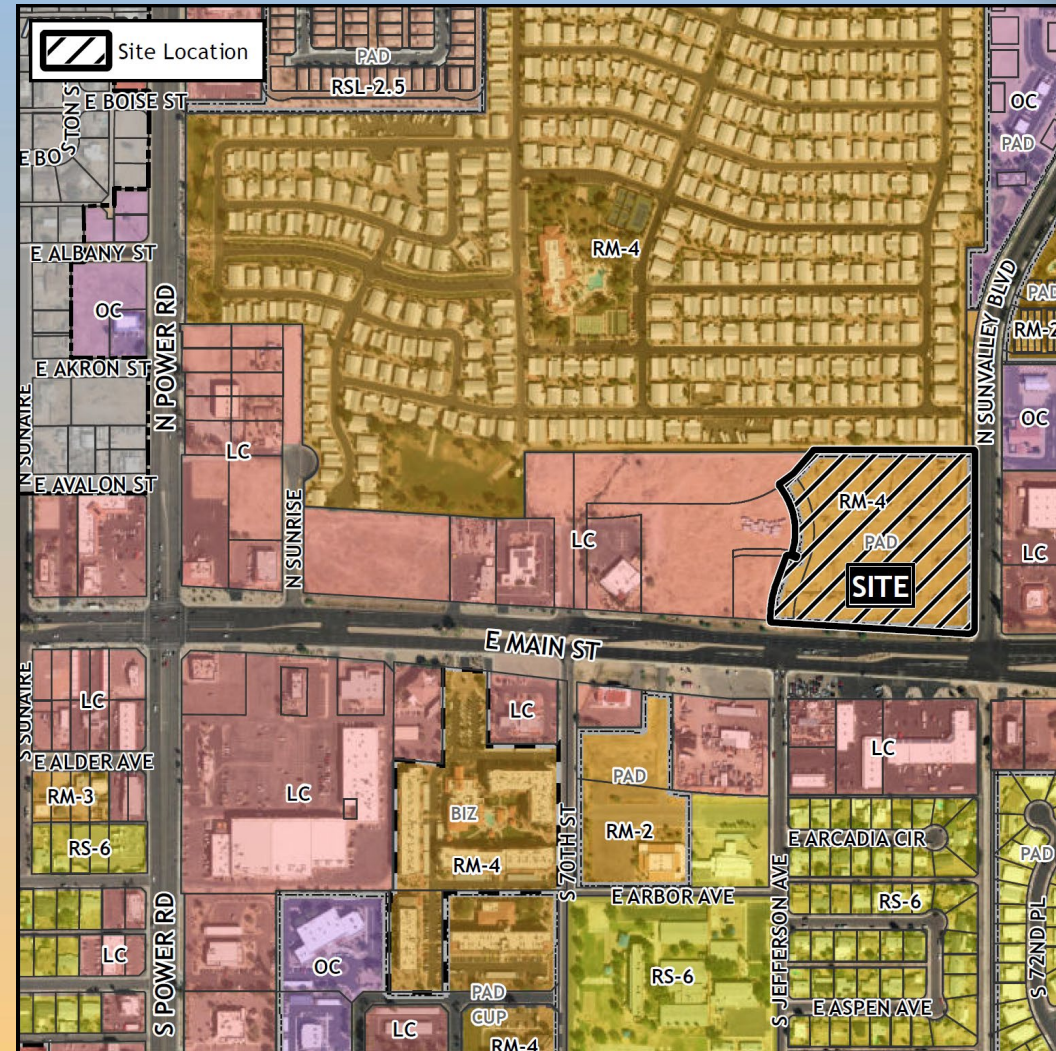 Site Location
PAD
RSL-2.5
E BOISE ST
OC
PAD
E BO
STON S
E ALBANY ST
RM-4
OC
PAD
RM-2
N SUNVALLEY BLVD
E AKRON ST
N POWER RD
OC
N SUNAIRE
LC
E AVALON ST
RM-4
PAD
SITE
LC
N SUNRISE
LC
E MAIN ST
S SUNAIRE
LC
LC
LC
E ALDER AVE
RM-3
LC
PAD
BIZ
RM-2
RS-6
RM-4
S 70TH ST
E ARCADIA CIR
PAD
E ARBOR AVE
RS-6
S JEFFERSON AVE
S POWER RD
LC
OC
RS-6
S 72ND PL
PAD
CUP
E ASPEN AVE
LC
RM-4